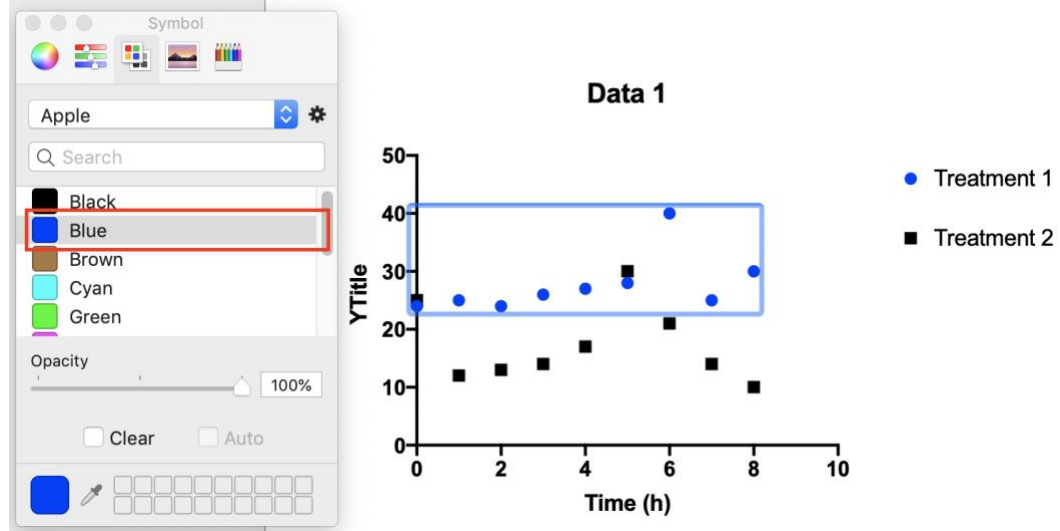 Symbol
Apple
Search
Black
Blue
Brown
Cyan
Green
Opacity
100%
Clear
Auto
Data 1
50
40
30
20
10
0
YTitle
0
2
4
6
8
10
Time (h)
Treatment 1
Treatment 2